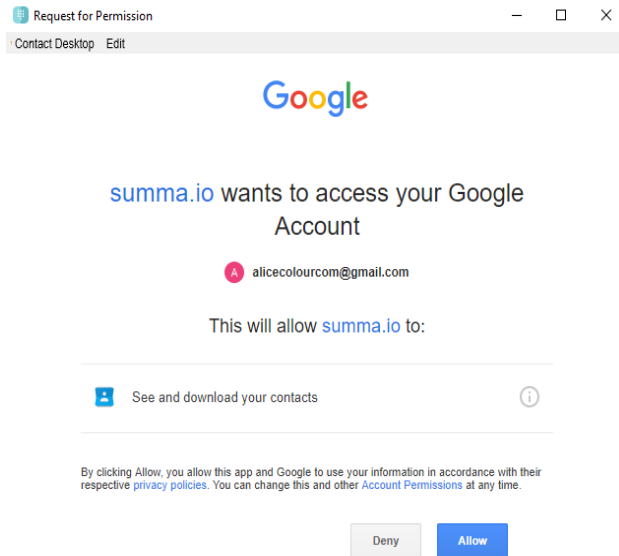 Request for Permission
Contact Desktop Edit
Google
summa.io wants to access your Google
Account
A alicecolourcom@gmail.com
This will allow summa.io to:
See and download your contacts
By clicking Allow, you allow this app and Google to use your information in accordance with their
respective privacy policies. You can change this and other Account Permissions at any time.
Deny Allow